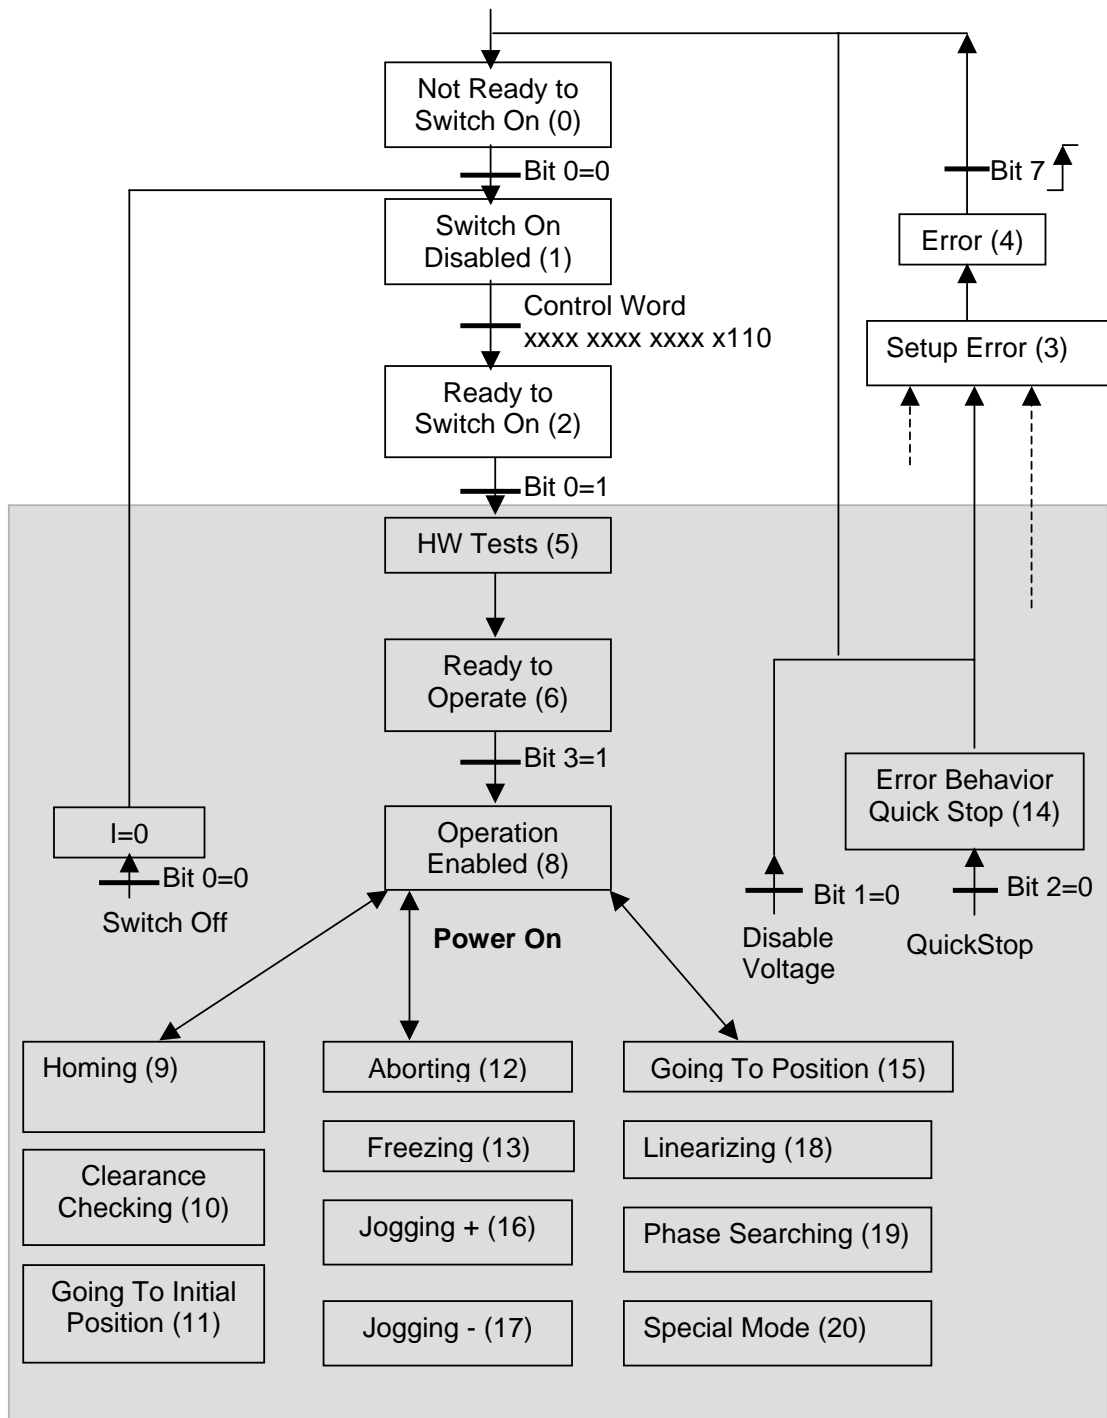 Not Ready to
Switch On (0)
Bit 0=0
Bit 7
Switch On
Disabled (1)
Error (4)
Control Word
xxxx xxxx xxxx x110
Setup Error (3)
Ready to
Switch On (2)
Bit 0=1
HW Tests (5)
Ready to
Operate (6)
Bit 3=1
Error Behavior
Quick Stop (14)
I=0
Operation
Enabled (8)
Bit 0=0
Switch Off
Bit 1=0
Bit 2=0
Power On
Disable
Voltage
QuickStop
Homing (9)
Aborting (12)
Going To Position (15)
Clearance
Checking (10)
Freezing (13)
Linearizing (18)
Jogging + (16)
Phase Searching (19)
Going To Initial
Position (11)
Jogging - (17)
Special Mode (20)